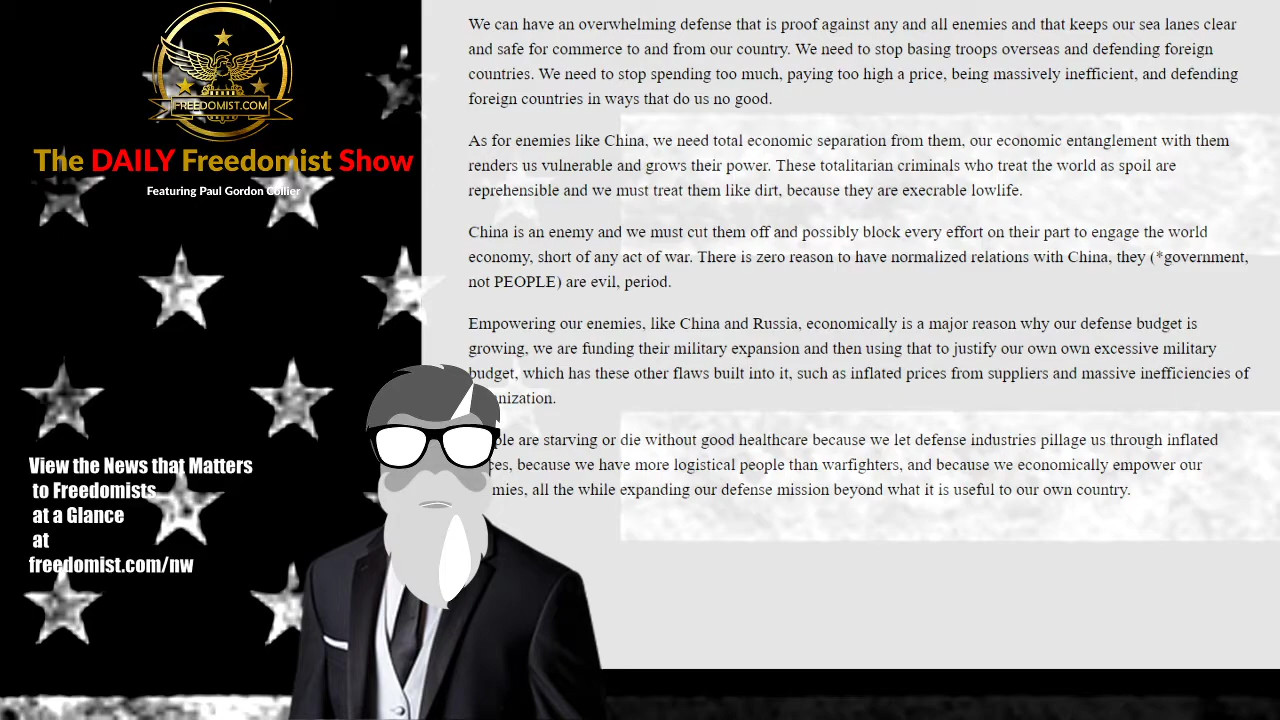 FREEDOMIST.COM
The DAILY Freedomist Show
Featuring Paul Gordon Collier
View the News that Matters
to Freedomists
at a Glance
at
freedomist.com/nw
We can have an overwhelming defense that is proof against any and all enemies and that keeps our sea lanes clear
and safe for commerce to and from our country. We need to stop basing troops overseas and defending foreign
countries. We need to stop spending too much, paying too high a price, being massively inefficient, and defending
foreign countries in ways that do us no good.
As for enemies like China, we need total economic separation from them, our economic entanglement with them
renders us vulnerable and grows their power. These totalitarian criminals who treat the world as spoil are
reprehensible and we must treat them like dirt, because they are execrable lowlife.
China is an enemy and we must cut them off and possibly block every effort on their part to engage the world
economy, short of any act of war. There is zero reason to have normalized relations with China, they (*government,
not PEOPLE) are evil, period.
Empowering our enemies, like China and Russia, economically is a major reason why our defense budget is
growing, we are funding their military expansion and then using that to justify our own own excessive military
budget, which has these other flaws built into it, such as inflated prices from suppliers and massive inefficiencies of
are starving or die without good healthcare because we let defense industries pillage us through inflated
because we have more logistical people than warfighters, and because we economically empower our
all the while expanding our defense mission beyond what it is useful to our own country.